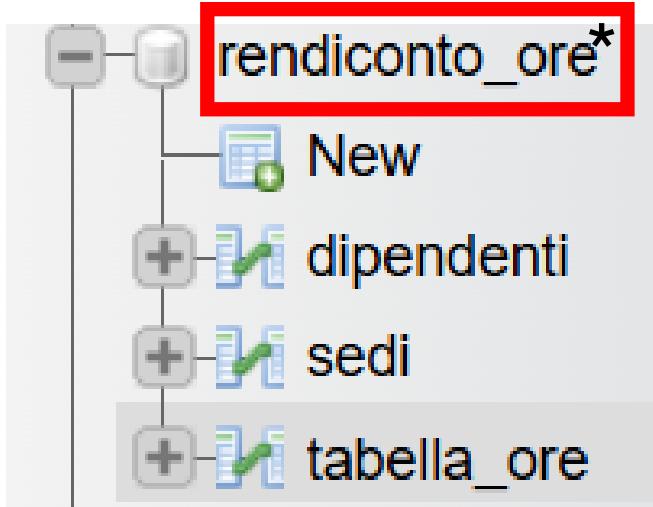 rendiconto_ore*
New
dipendenti
sedi
tabella_ore